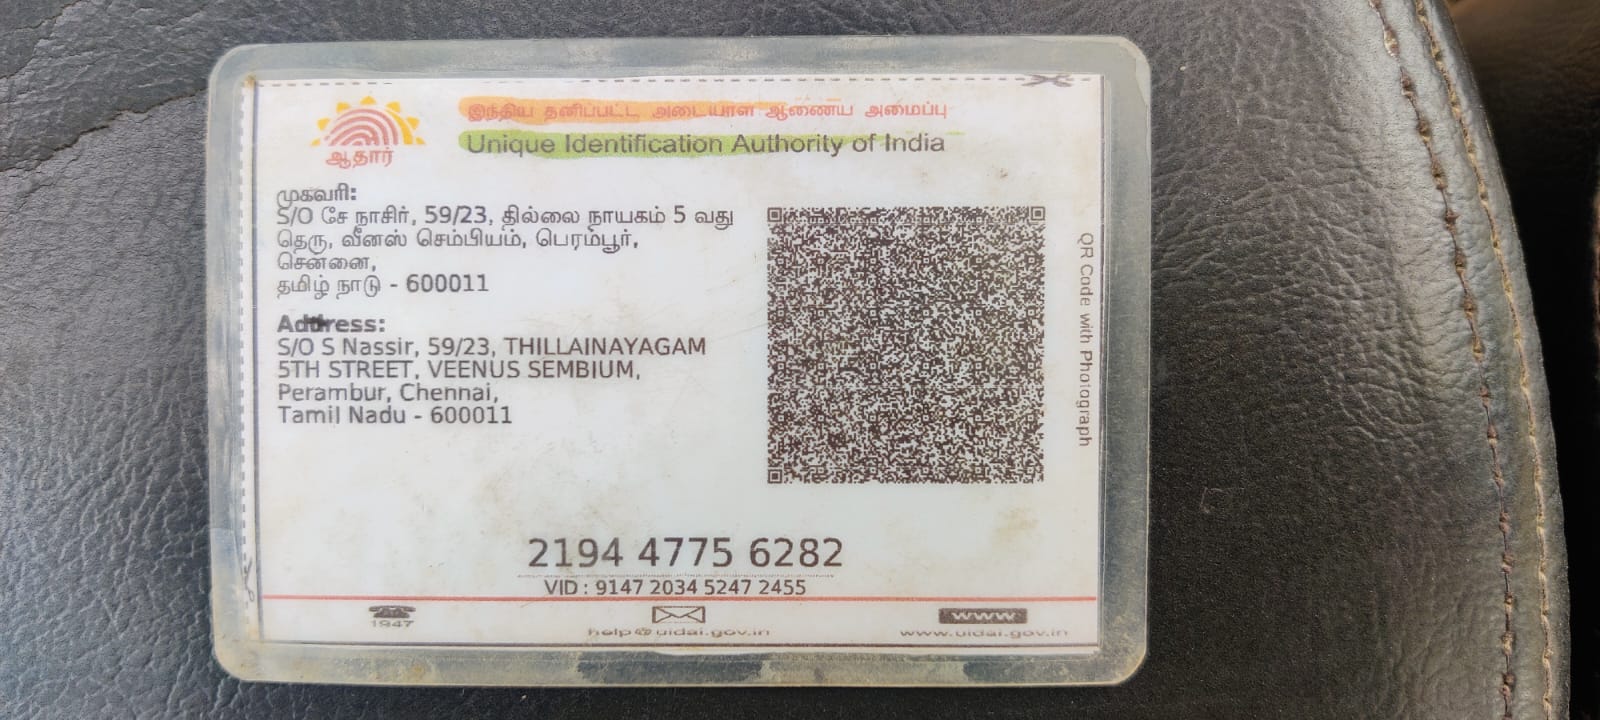 இந்திய தனிப்பட்ட அடையாள ஆணைய அமைப்பு
Unique Identification Authority of India
ஆதார்
முகவரி:
S/O சே நாசிர், 59/23, தில்லை நாயகம் 5 வது
தெரு, வீனஸ் செம்பியம், பெரம்பூர்,
சென்னை,
தமிழ் நாடு - 600011
Address:
S/O S Nassir, 59/23, THILLAINAYAGAM
5TH STREET, VEENUS SEMBIUM,
Perambur, Chennai,
Tamil Nadu - 600011
QR Code with Photograph
2194 4775 6282
VID : 9147 2034 5247 2455
1947
help@uidai.gov.in
www
www.uidai.gov.in